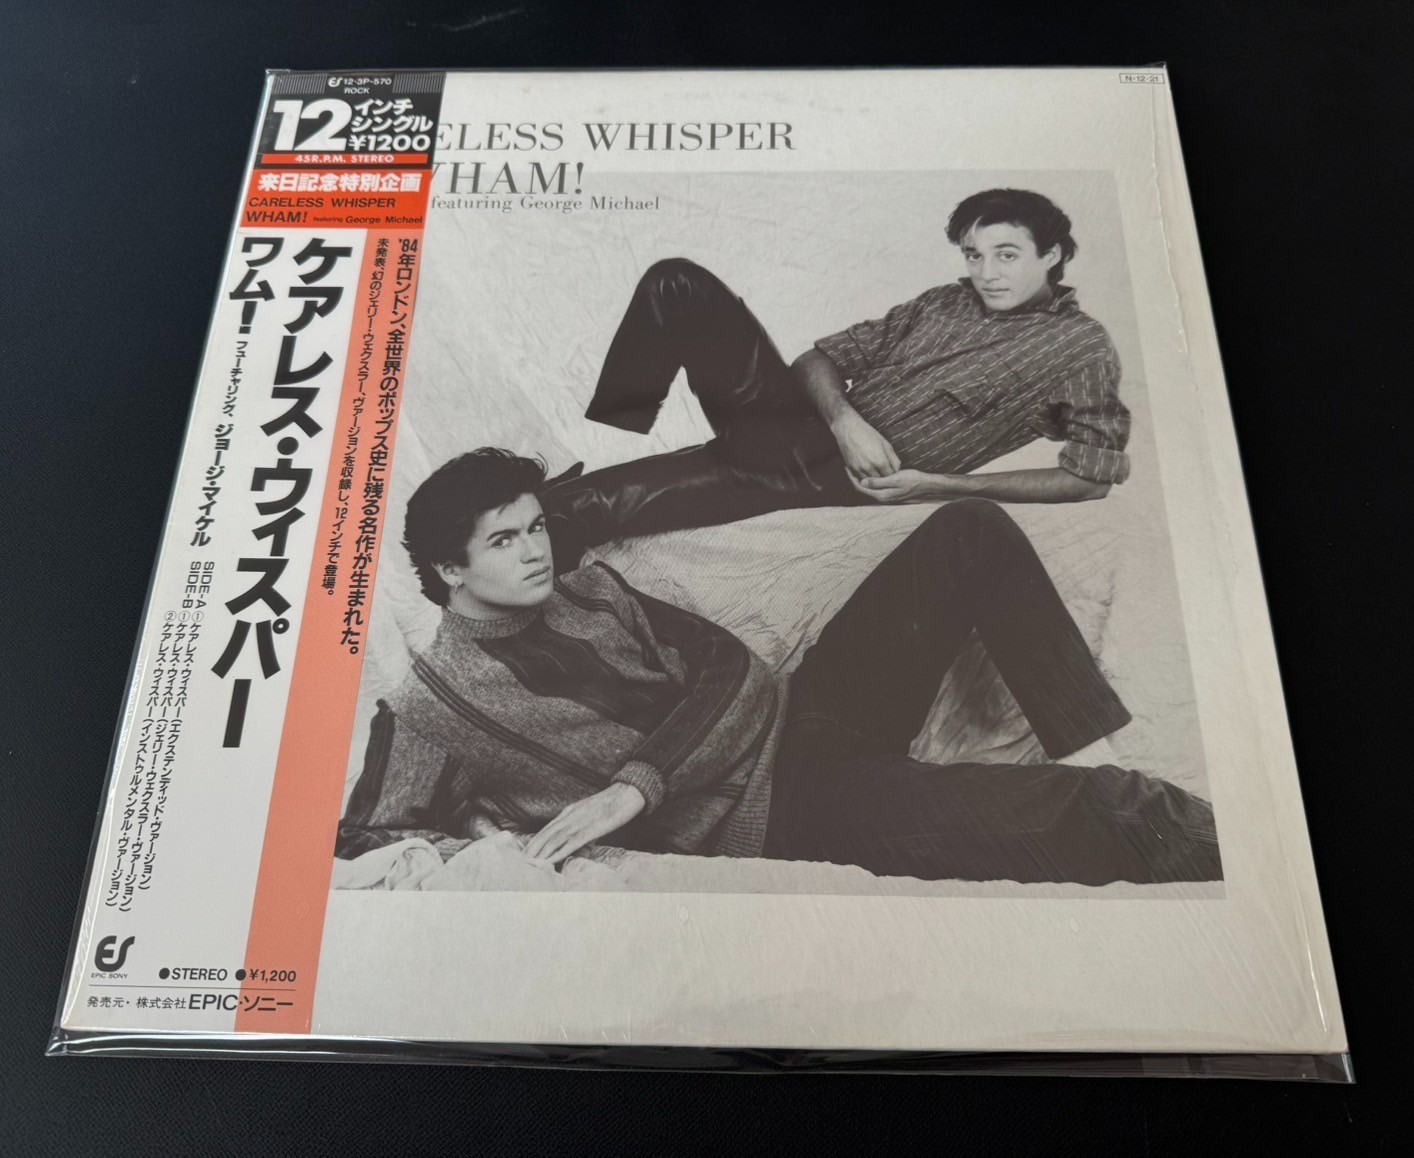 ES 12·3P-570
ROCK
12インチ
シングル
¥1200
45R.P.M. STEREO
来日記念特別企画
CARELESS WHISPER
WHAM! featuring George Michael
'84年ロンドン、全世界のポップス史に残る名作が生まれた。
未発表、幻のジェリー・ウェクスラー、ヴァージョンを収録し、12インチで登場。
ケアレス・ウィスパー
ワム! フューチャリング、ジョージ・マイケル
SIDE-A ①ケアレス・ウィスパー(エクステンディッド・ヴァージョン)
SIDE-B ①ケアレス・ウィスパー(ジェリー・ウェクスラー・ヴァージョン)
②ケアレス・ウィスパー(インストゥルメンタル・ヴァージョン)
ES
EPIC SONY
●STEREO ●¥1,200
発売元・株式会社EPIC・ソニー
N-12-21
ELESS WHISPER
HAM!
featuring George Michael